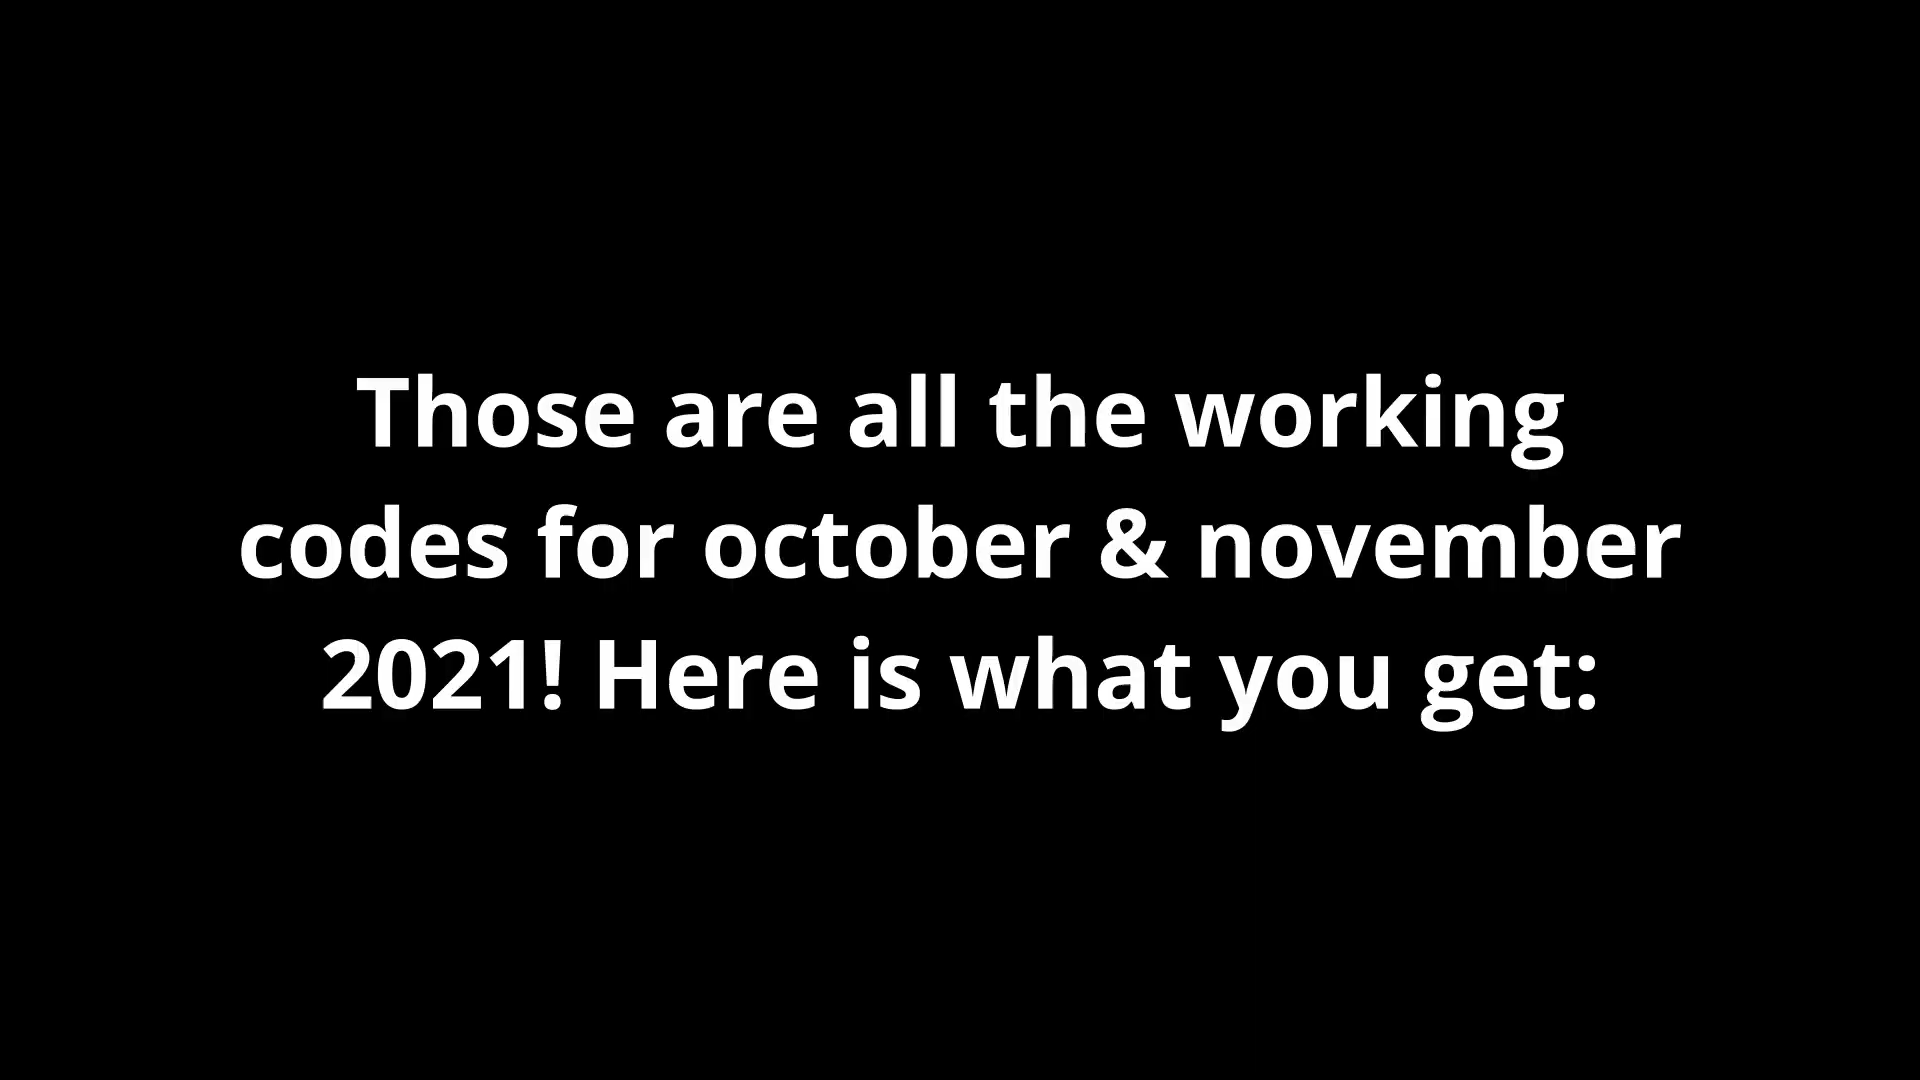 Those are all the working
codes for october & november
2021! Here is what you get: